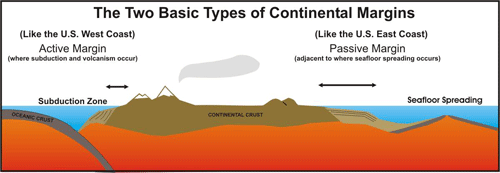 The Two Basic Types of Continental Margins
(Like the U.S. West Coast)
Active Margin
(where subduction and volcanism occur)
(Like the U.S. East Coast)
Passive Margin
(adjacent to where seafloor spreading occurs)
Subduction Zone
Seafloor Spreading
OCEANIC CRUST
CONTINENTAL CRUST